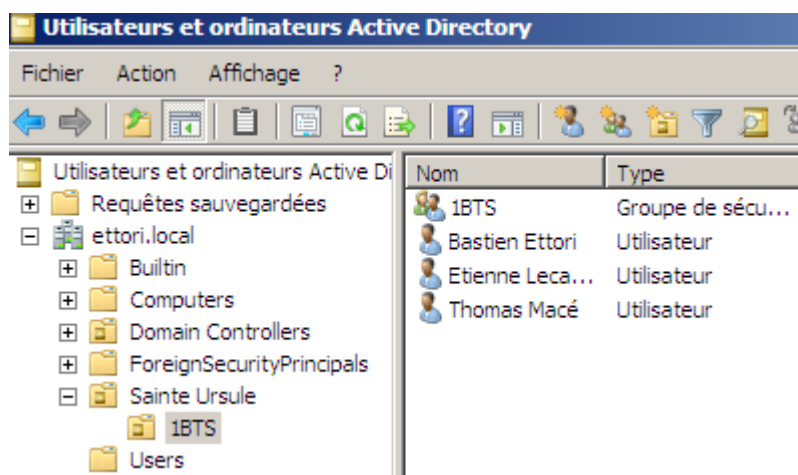 Utilisateurs et ordinateurs Active Directory
Fichier Action Affichage ?
Utilisateurs et ordinateurs Active Di
Requêtes sauvegardées
ettori.local
Builtin
Computers
Domain Controllers
ForeignSecurityPrincipals
Sainte Ursule
1BTS
Users
Nom Type
1BTS Groupe de sécu...
Bastien Ettori Utilisateur
Etienne Leca... Utilisateur
Thomas Macé Utilisateur